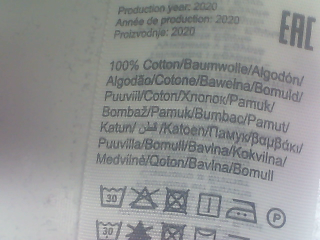 Production year: 2020
Année de production: 2020
Proizvodnje: 2020
EAC
100% Cotton/Baumwolle/Algodón/
Algodão/Cotone/Bawełna/Bomuld/
Puuvill/Coton/Хлопок/Pamuk/
Bombaž/Pamuk/Bumbac/Pamut/
Katun/ قطن /Katoen/Памук/βαμβάκι/
Puuvilla/Bomull/Bavlna/Kokvilna/
Medvilnė/Qoton/Bavlna/Bomull
30 P
30